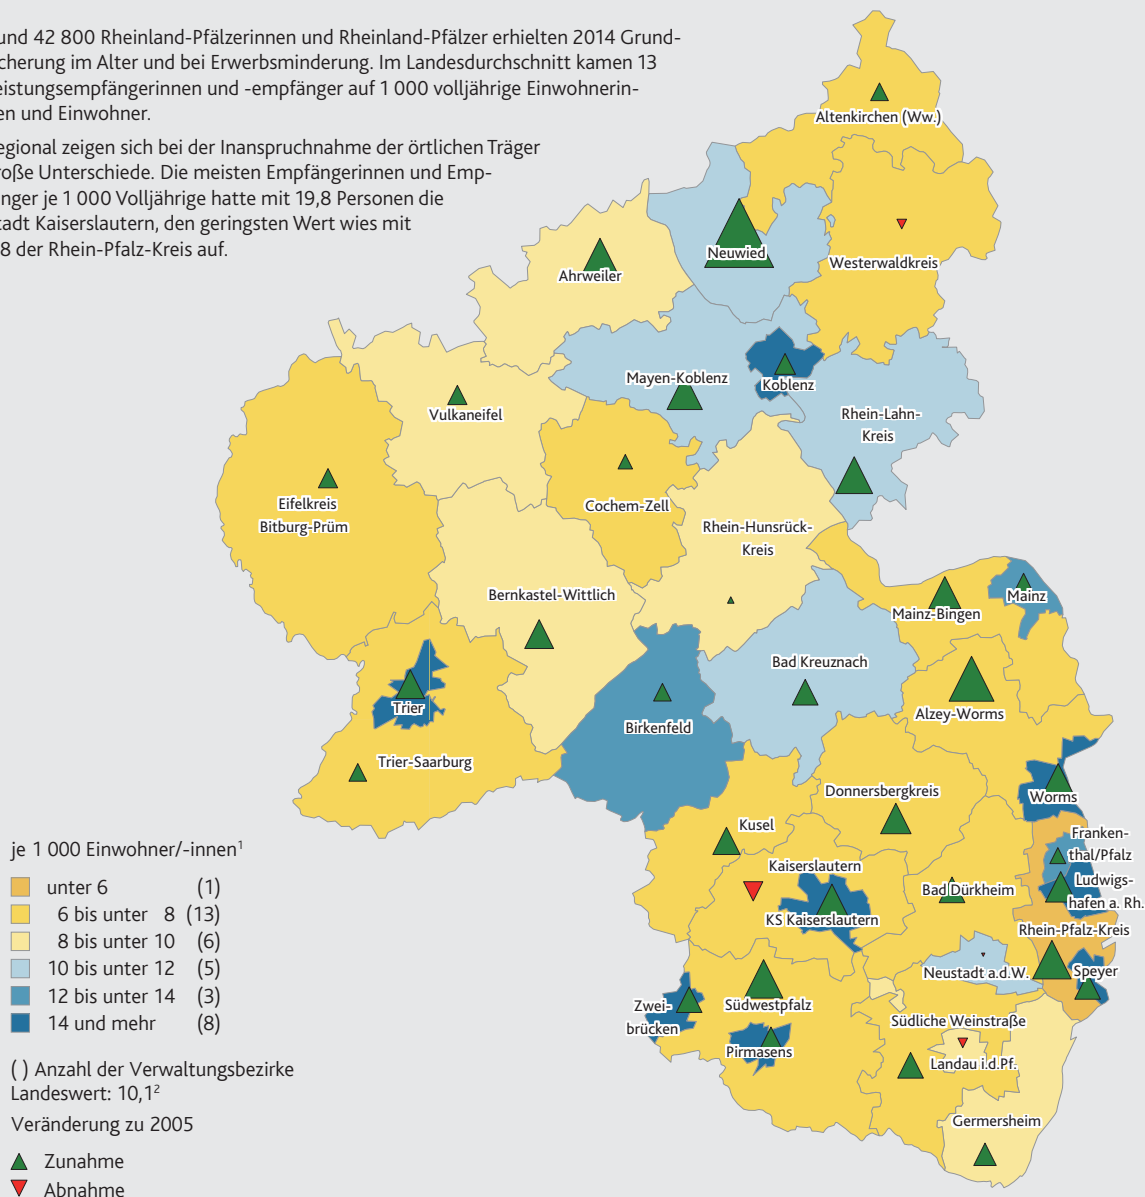 und 42 800 Rheinland-Pfälzerinnen und Rheinland-Pfälzer erhielten 2014 Grund-
cherung im Alter und bei Erwerbsminderung. Im Landesdurchschnitt kamen 13
eistungsempfängerinnen und -empfänger auf 1 000 volljährige Einwohnerin-
en und Einwohner.
egional zeigen sich bei der Inanspruchnahme der örtlichen Träger
roße Unterschiede. Die meisten Empfängerinnen und Emp-
nger je 1 000 Volljährige hatte mit 19,8 Personen die
tadt Kaiserslautern, den geringsten Wert wies mit
8 der Rhein-Pfalz-Kreis auf.
Altenkirchen (Ww.)
Neuwied
Westerwaldkreis
Ahrweiler
Mayen-Koblenz
Koblenz
Vulkaneifel
Rhein-Lahn-
Kreis
Eifelkreis
Bitburg-Prüm
Cochem-Zell
Rhein-Hunsrück-
Kreis
Bernkastel-Wittlich
Mainz-Bingen
Mainz
Bad Kreuznach
Trier
Birkenfeld
Alzey-Worms
Trier-Saarburg
Donnersbergkreis
Worms
Kusel
Franken-
thal/Pfalz
Kaiserslautern
Bad Dürkheim
Ludwigs-
hafen a. Rh.
KS Kaiserslautern
Rhein-Pfalz-Kreis
Neustadt a.d.W.
Speyer
Zwei-
brücken
Südwestpfalz
Südliche Weinstraße
Pirmasens
Landau i.d.Pf.
Germersheim
je 1 000 Einwohner/-innen¹
unter 6 (1)
6 bis unter 8 (13)
8 bis unter 10 (6)
10 bis unter 12 (5)
12 bis unter 14 (3)
14 und mehr (8)
( ) Anzahl der Verwaltungsbezirke
Landeswert: 10,1²
Veränderung zu 2005
Zunahme
Abnahme